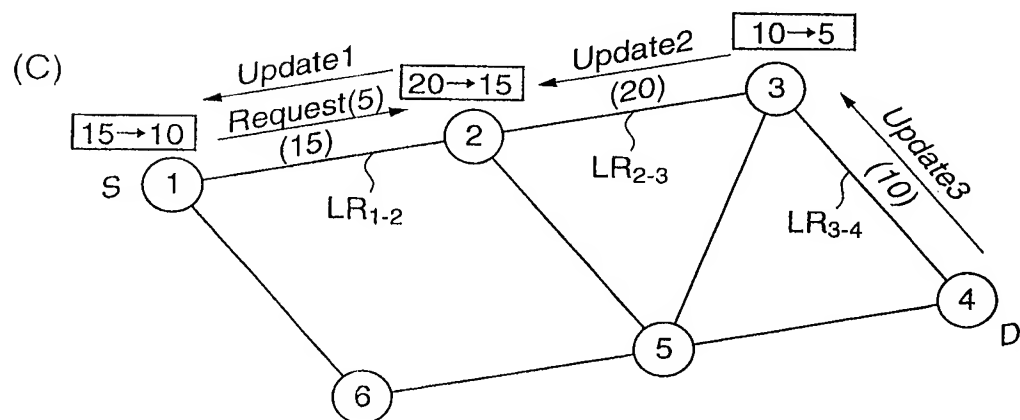 (C)
10→5
Update1
20→15
Update2
3
15→10
Request(5)
(15)
2
(20)
Update3
(10)
S
1
LR1-2
LR2-3
LR3-4
4
D
5
6